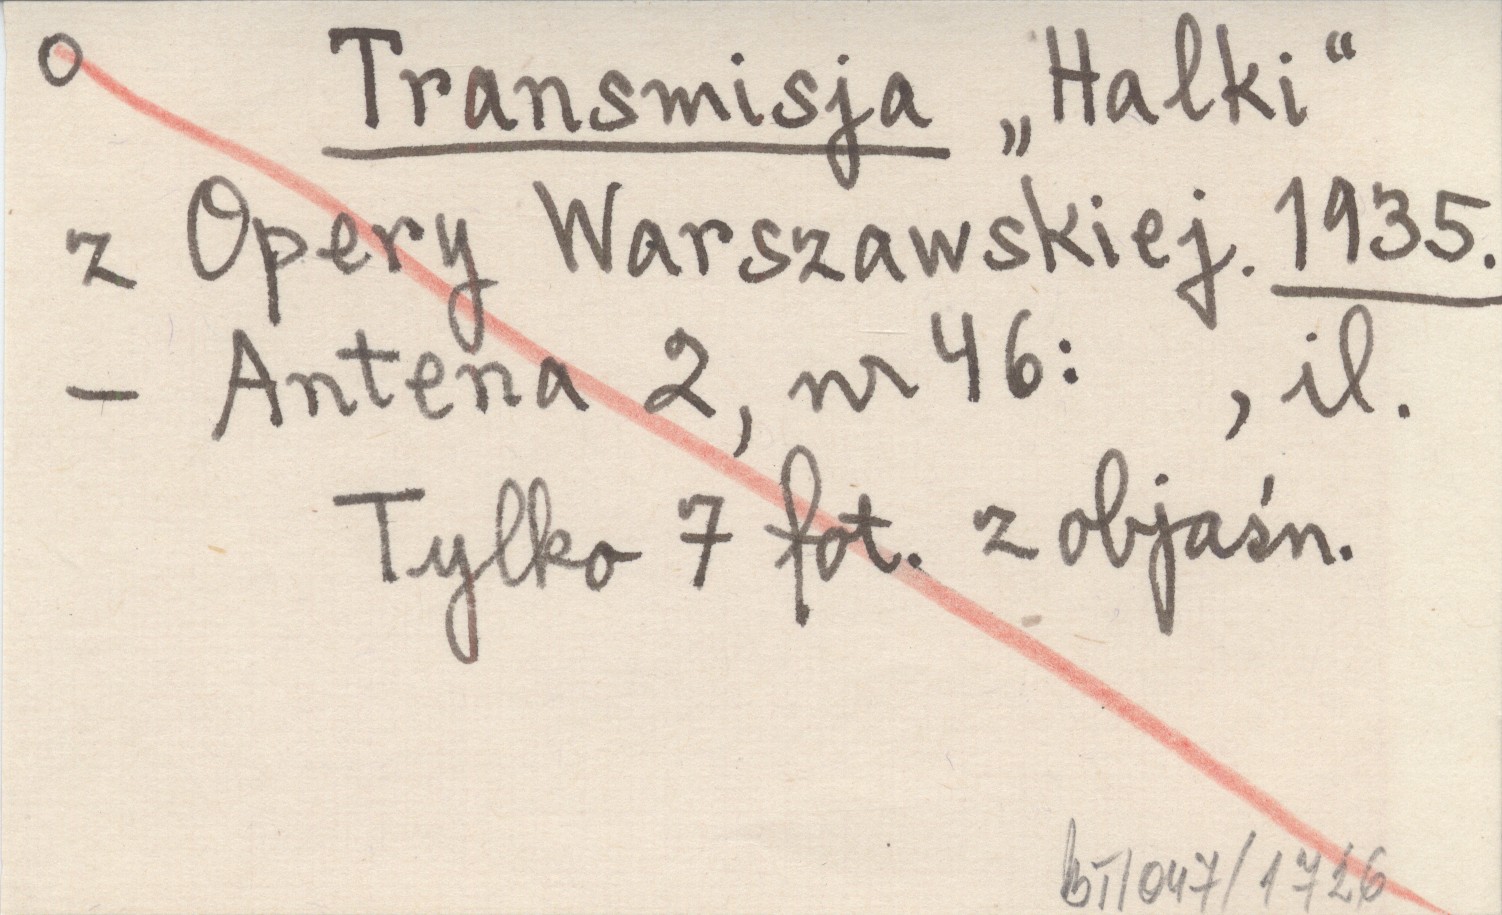 O Transmisja „Halki“
z Opery Warszawskiej. 1935.
– Antena 2, nr 46: , il.
Tylko 7 fot. z objaśn.
bT/047/1726